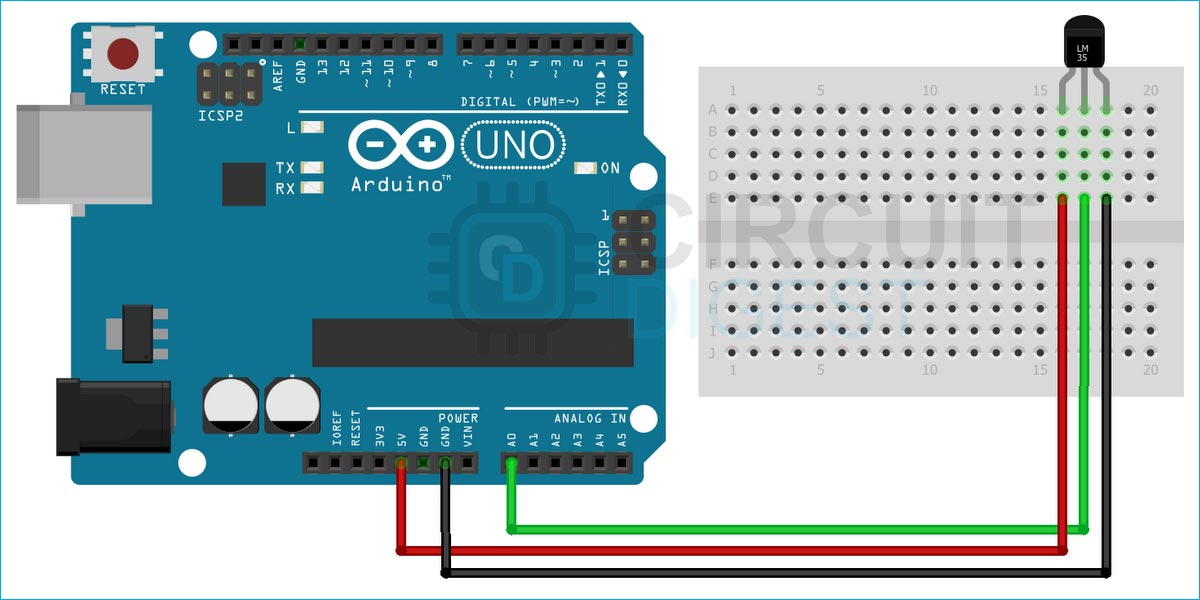 LM
35
RESET
ICSP2
AREF
GND
13
12
~11
~10
~9
8
7
~6
~5
4
~3
2
TX0▶1
RX0◀0
DIGITAL (PWM=~)
L
TX
RX
Arduino™
UNO
ON
1
ICSP
IOREF
RESET
3V3
5V
GND
GND
VIN
POWER
ANALOG IN
A0
A1
A2
A3
A4
A5
1 5 10 15 20
A
B
C
D
E
F
G
H
I
J
1 5 10 15 20
CD
CIRCUIT
DIGEST